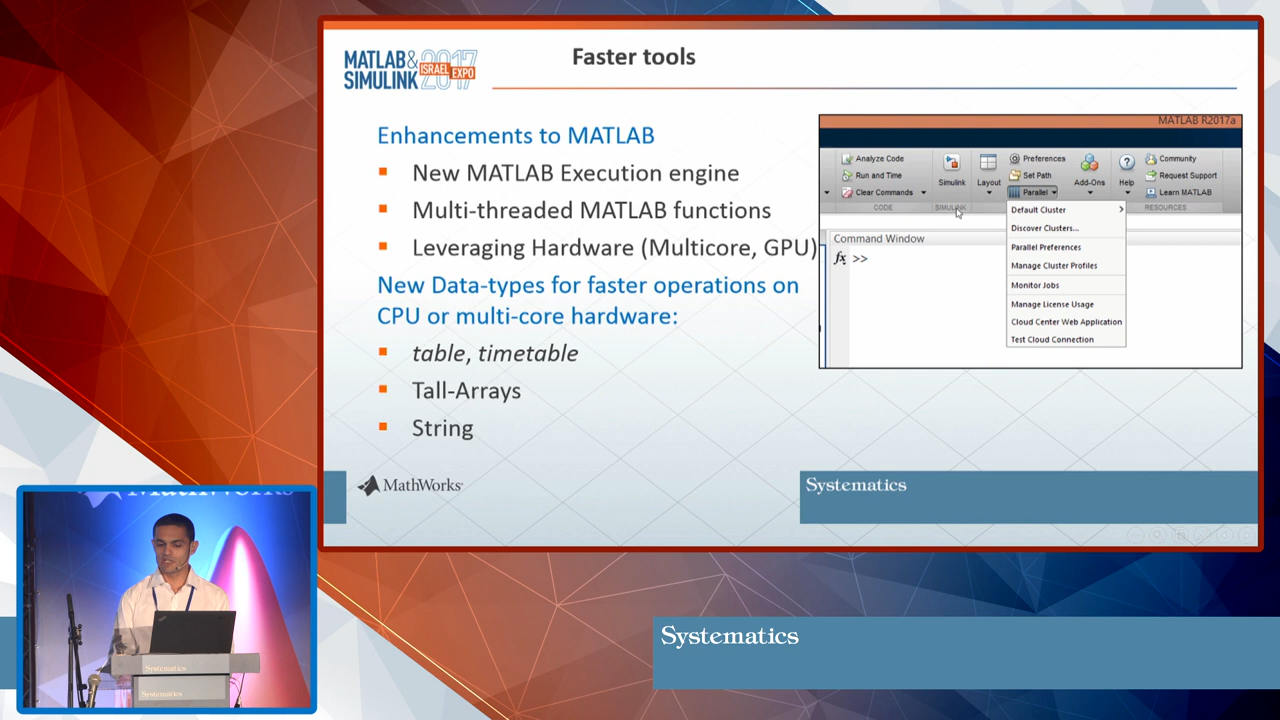 MATLAB&
SIMULINK
2017
ISRAEL
EXPO
Faster tools
Enhancements to MATLAB
New MATLAB Execution engine
Multi-threaded MATLAB functions
Leveraging Hardware (Multicore, GPU)
New Data-types for faster operations on
CPU or multi-core hardware:
table, timetable
Tall-Arrays
String
MATLAB R2017a
Analyze Code
Run and Time
Clear Commands
CODE
Simulink
SIMULINK
Layout
Preferences
Set Path
Parallel
Add-Ons
Help
Community
Request Support
Learn MATLAB
RESOURCES
Default Cluster
Discover Clusters...
Parallel Preferences
Manage Cluster Profiles
Monitor Jobs
Manage License Usage
Cloud Center Web Application
Test Cloud Connection
Command Window
fx >>
MathWorks
Systematics
MathWorks
Systematics
Systematics
Systematics